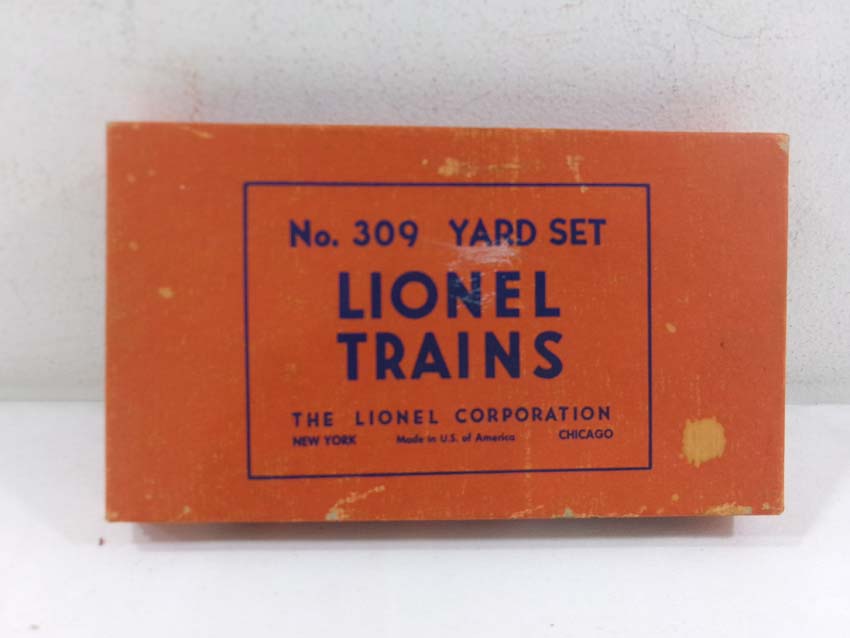 No. 309 YARD SET
LIONEL
TRAINS
THE LIONEL CORPORATION
NEW YORK Made in U.S. of America CHICAGO